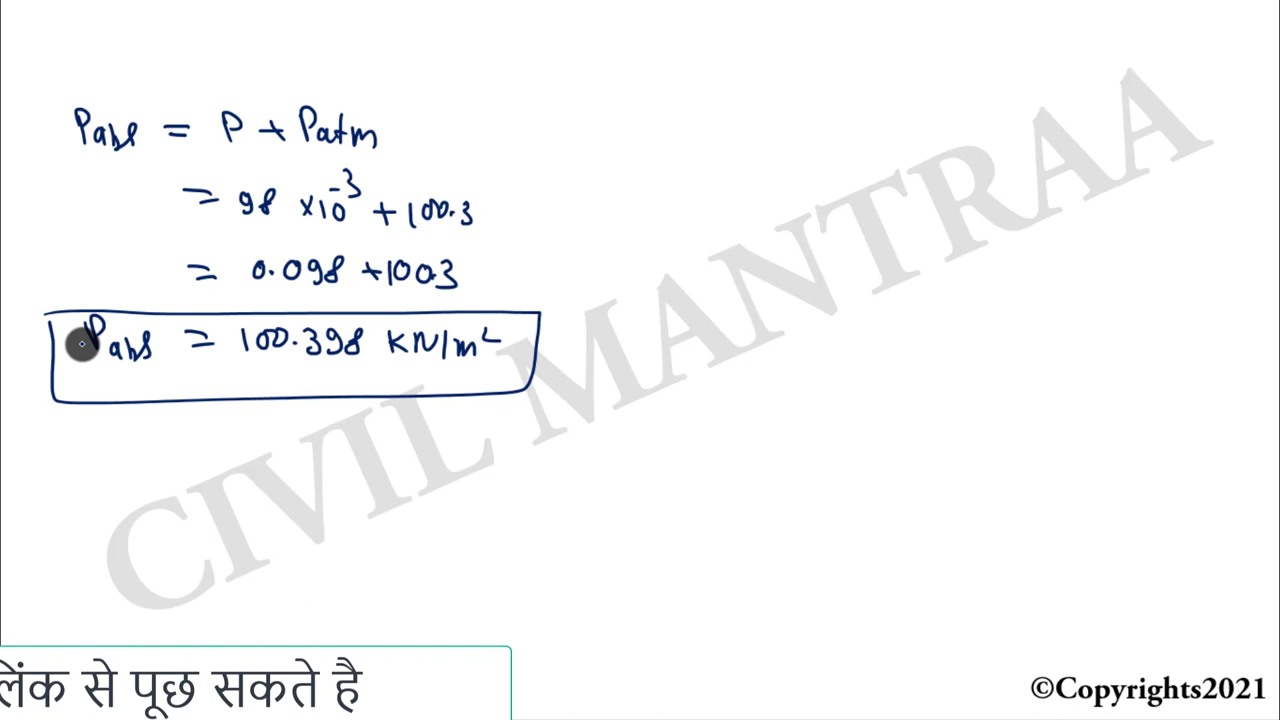 Pabs = P + Patm
= 98 × 10⁻³ + 100.3
= 0.098 + 100.3
Pabs = 100.398 KN/m²
CIVIL MANTRAA
लिंक से पूछ सकते है
©Copyrights2021